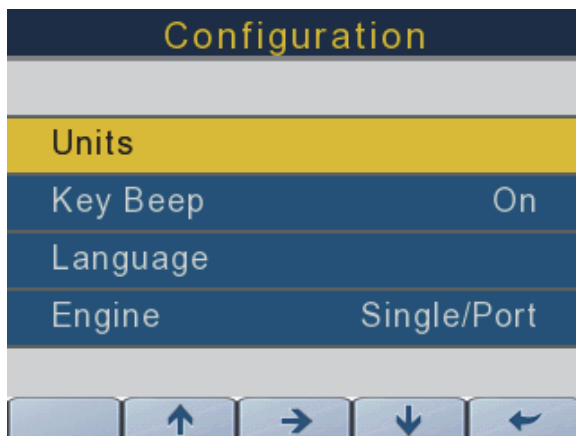 Configuration
Units
Key Beep On
Language
Engine Single/Port